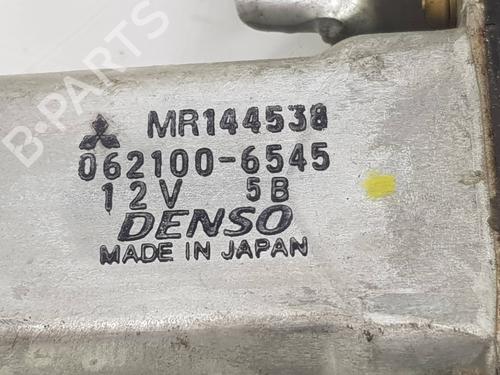 MR144538
062100-6545
12V 5B
DENSO
MADE IN JAPAN
B-PARTS